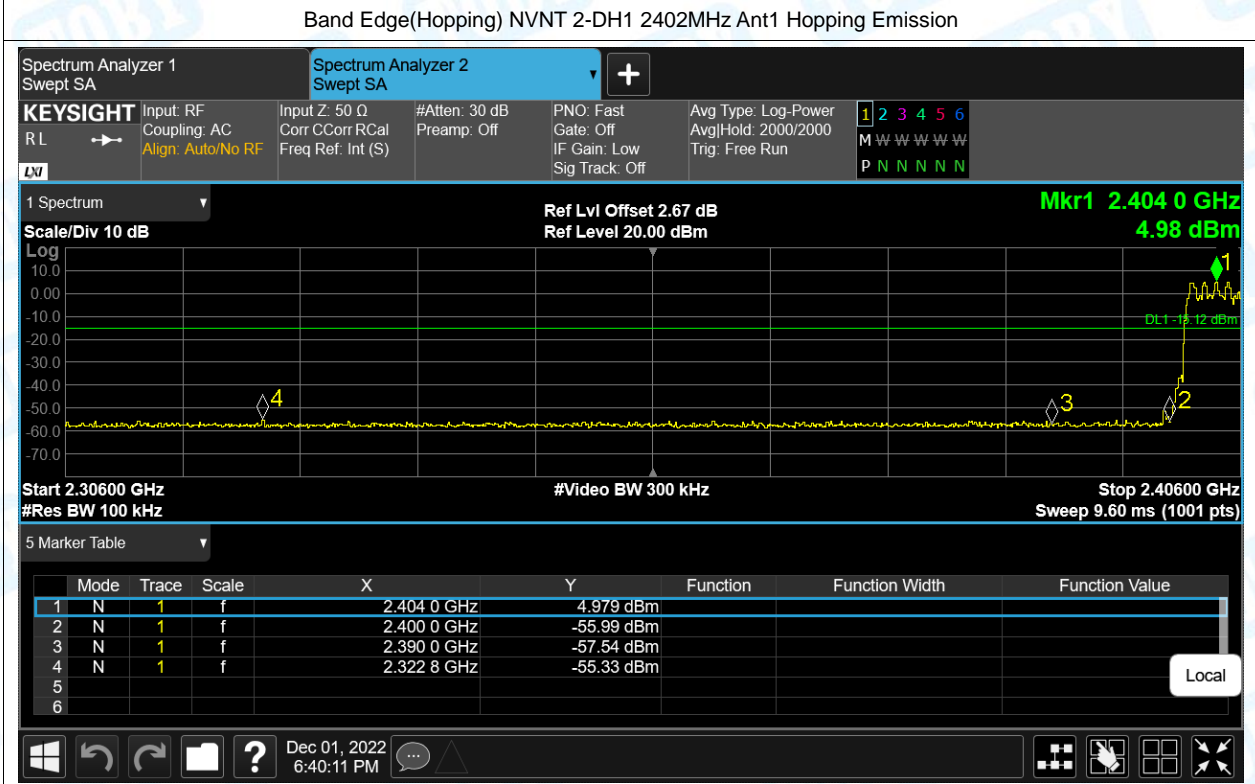 Band Edge(Hopping) NVNT 2-DH1 2402MHz Ant1 Hopping Emission
Spectrum Analyzer 1
Swept SA
Spectrum Analyzer 2
Swept SA
KEYSIGHT
R L
LXI
Input: RF
Coupling: AC
Align: Auto/No RF
Input Z: 50 Ω
Corr CCorr RCal
Freq Ref: Int (S)
#Atten: 30 dB
Preamp: Off
PNO: Fast
Gate: Off
IF Gain: Low
Sig Track: Off
Avg Type: Log-Power
Avg|Hold: 2000/2000
Trig: Free Run
1 2 3 4 5 6
M W W W W W
P N N N N N
1 Spectrum
Scale/Div 10 dB
Ref Lvl Offset 2.67 dB
Ref Level 20.00 dBm
Mkr1 2.404 0 GHz
4.98 dBm
Log
10.0
0.00
-10.0
-20.0
-30.0
-40.0
-50.0
-60.0
-70.0
1
DL1 -15.12 dBm
4
3
2
Start 2.30600 GHz
#Res BW 100 kHz
#Video BW 300 kHz
Stop 2.40600 GHz
Sweep 9.60 ms (1001 pts)
5 Marker Table
Mode Trace Scale X Y Function Function Width Function Value
1 N 1 f 2.404 0 GHz 4.979 dBm
2 N 1 f 2.400 0 GHz -55.99 dBm
3 N 1 f 2.390 0 GHz -57.54 dBm
4 N 1 f 2.322 8 GHz -55.33 dBm
5
6
Local
?
Dec 01, 2022
6:40:11 PM